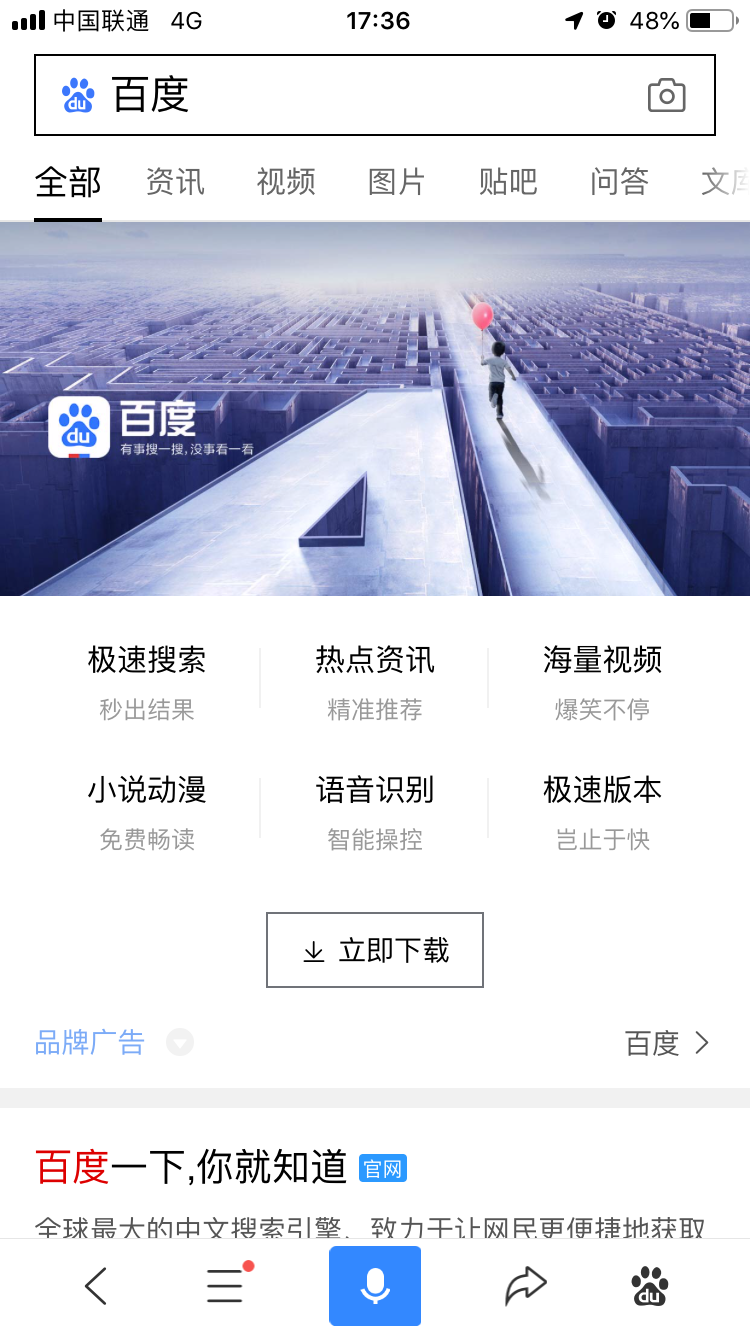 中国联通 4G 17:36 48%
du 百度
全部 资讯 视频 图片 贴吧 问答 文库
du 百度
有事搜一搜,没事看一看
极速搜索 热点资讯 海量视频
秒出结果 精准推荐 爆笑不停
小说动漫 语音识别 极速版本
免费畅读 智能操控 岂止于快
立即下载
品牌广告 百度
百度一下,你就知道 官网
全球最大的中文搜索引擎、致力于让网民更便捷地获取
du